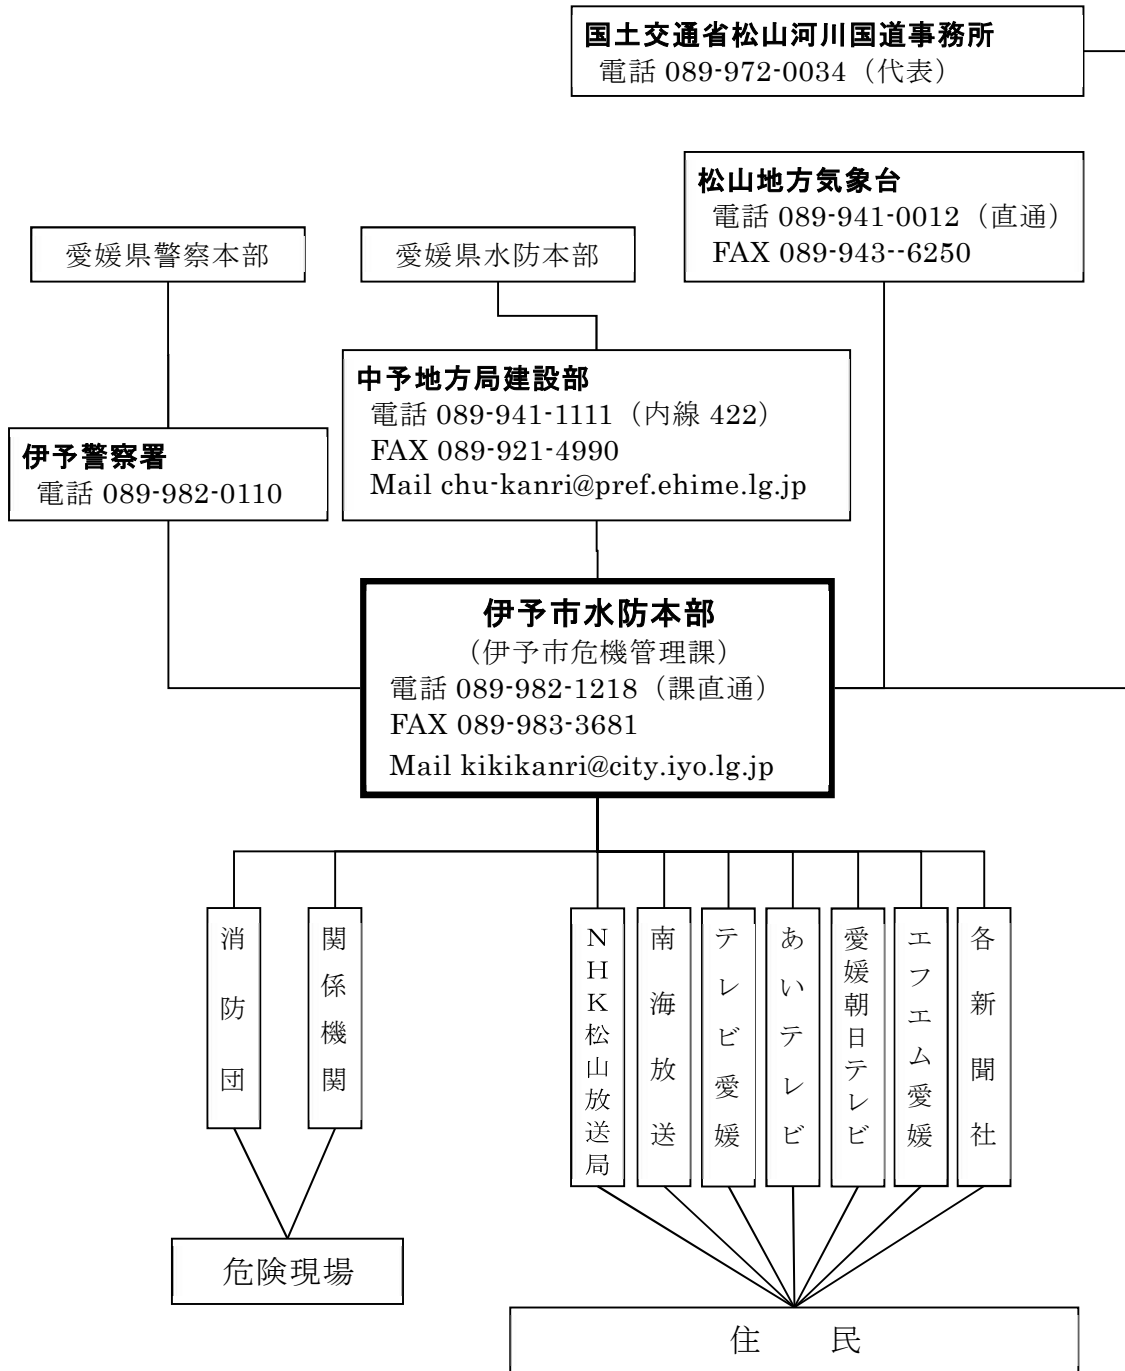 国土交通省松山河川国道事務所
電話 089-972-0034（代表）
松山地方気象台
電話 089-941-0012（直通）
FAX 089-943--6250
愛媛県警察本部
愛媛県水防本部
中予地方局建設部
電話 089-941-1111（内線 422）
FAX 089-921-4990
Mail chu-kanri@pref.ehime.lg.jp
伊予警察署
電話 089-982-0110
伊予市水防本部
（伊予市危機管理課）
電話 089-982-1218（課直通）
FAX 089-983-3681
Mail kikikanri@city.iyo.lg.jp
消防団
関係機関
ＮＨＫ松山放送局
南海放送
テレビ愛媛
あいテレビ
愛媛朝日テレビ
エフエム愛媛
各新聞社
危険現場
住　　民